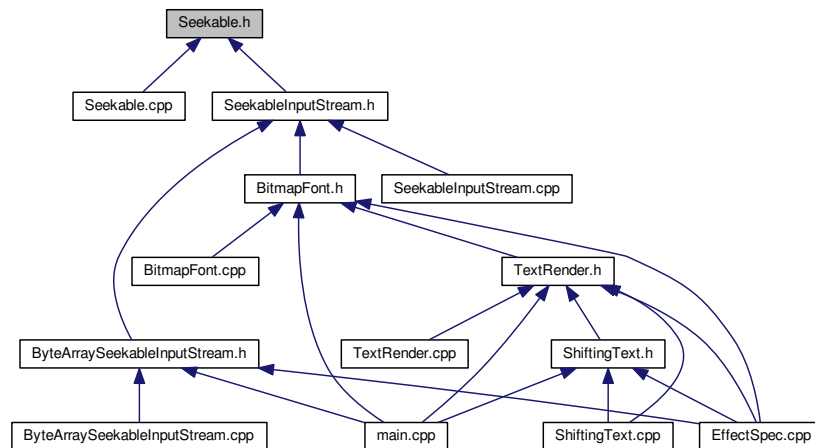 Seekable.h
Seekable.cpp
SeekableInputStream.h
BitmapFont.h
SeekableInputStream.cpp
BitmapFont.cpp
TextRender.h
ByteArraySeekableInputStream.h
TextRender.cpp
ShiftingText.h
ByteArraySeekableInputStream.cpp
main.cpp
ShiftingText.cpp
EffectSpec.cpp